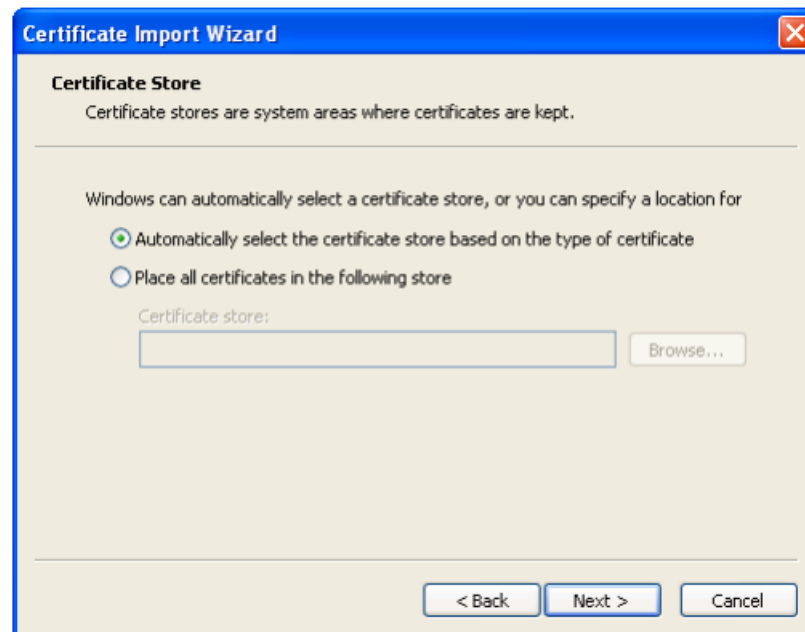 Certificate Import Wizard
Certificate Store
Certificate stores are system areas where certificates are kept.
Windows can automatically select a certificate store, or you can specify a location for
Automatically select the certificate store based on the type of certificate
Place all certificates in the following store
Certificate store:
Browse...
< Back Next > Cancel